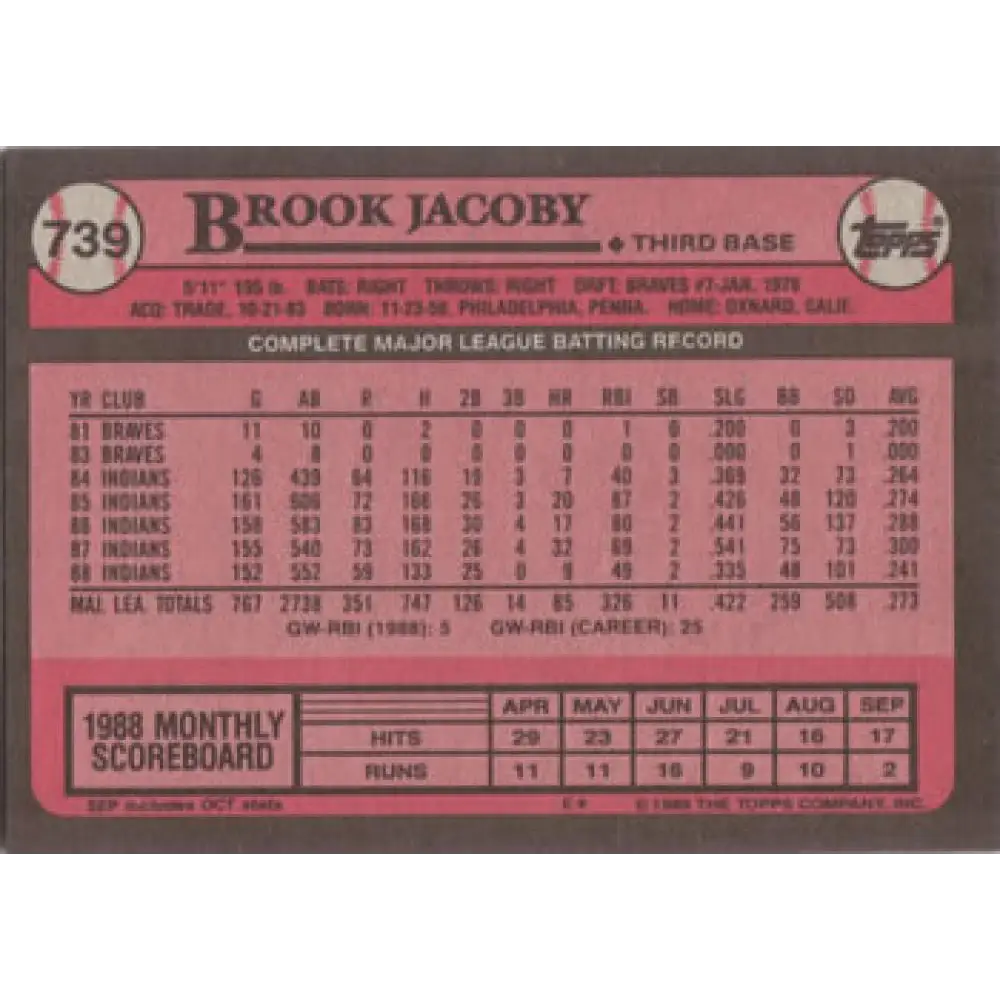 739 BROOK JACOBY ◆ THIRD BASE topps
5'11" 195 lb. BATS: RIGHT THROWS: RIGHT DRFT: BRAVES #7-JAN. 1979
ACQ: TRADE, 10-21-83 BORN: 11-23-59, PHILADELPHIA, PENNA. HOME: OXNARD, CALIF.
COMPLETE MAJOR LEAGUE BATTING RECORD
YR CLUB G AB R H 2B 3B HR RBI SB SLG BB SO AVG
81 BRAVES 11 10 0 2 0 0 0 1 0 .200 0 3 .200
83 BRAVES 4 8 0 0 0 0 0 0 0 .000 0 1 .000
84 INDIANS 126 439 64 116 19 3 7 40 3 .369 32 73 .264
85 INDIANS 161 606 72 166 26 3 20 87 2 .426 48 120 .274
86 INDIANS 158 583 83 168 30 4 17 80 2 .441 56 137 .288
87 INDIANS 155 540 73 162 26 4 32 69 2 .541 75 73 .300
88 INDIANS 152 552 59 133 25 0 9 49 2 .335 48 101 .241
MAJ. LEA. TOTALS 767 2738 351 747 126 14 85 326 11 .422 259 508 .273
GW-RBI (1988): 5 GW-RBI (CAREER): 25
1988 MONTHLY SCOREBOARD
APR MAY JUN JUL AUG SEP
HITS 29 23 27 21 16 17
RUNS 11 11 16 9 10 2
SEP includes OCT stats E* © 1989 THE TOPPS COMPANY, INC.